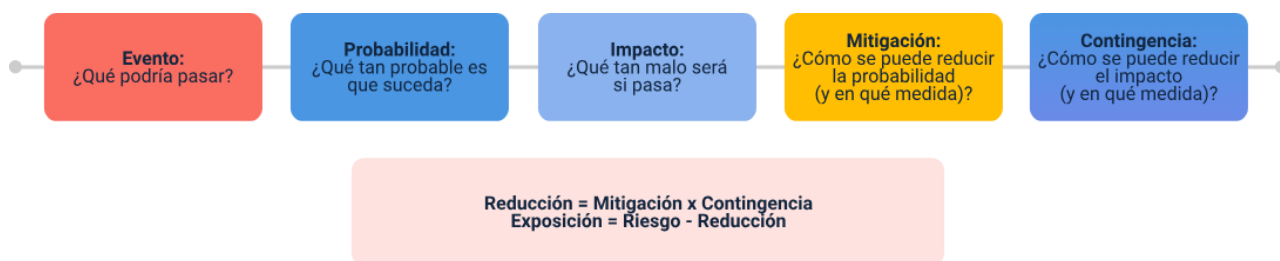 Evento:
¿Qué podría pasar?
Probabilidad:
¿Qué tan probable es
que suceda?
Impacto:
¿Qué tan malo será
si pasa?
Mitigación:
¿Cómo se puede reducir
la probabilidad
(y en qué medida)?
Contingencia:
¿Cómo se puede reducir
el impacto
(y en qué medida)?
Reducción = Mitigación x Contingencia
Exposición = Riesgo - Reducción